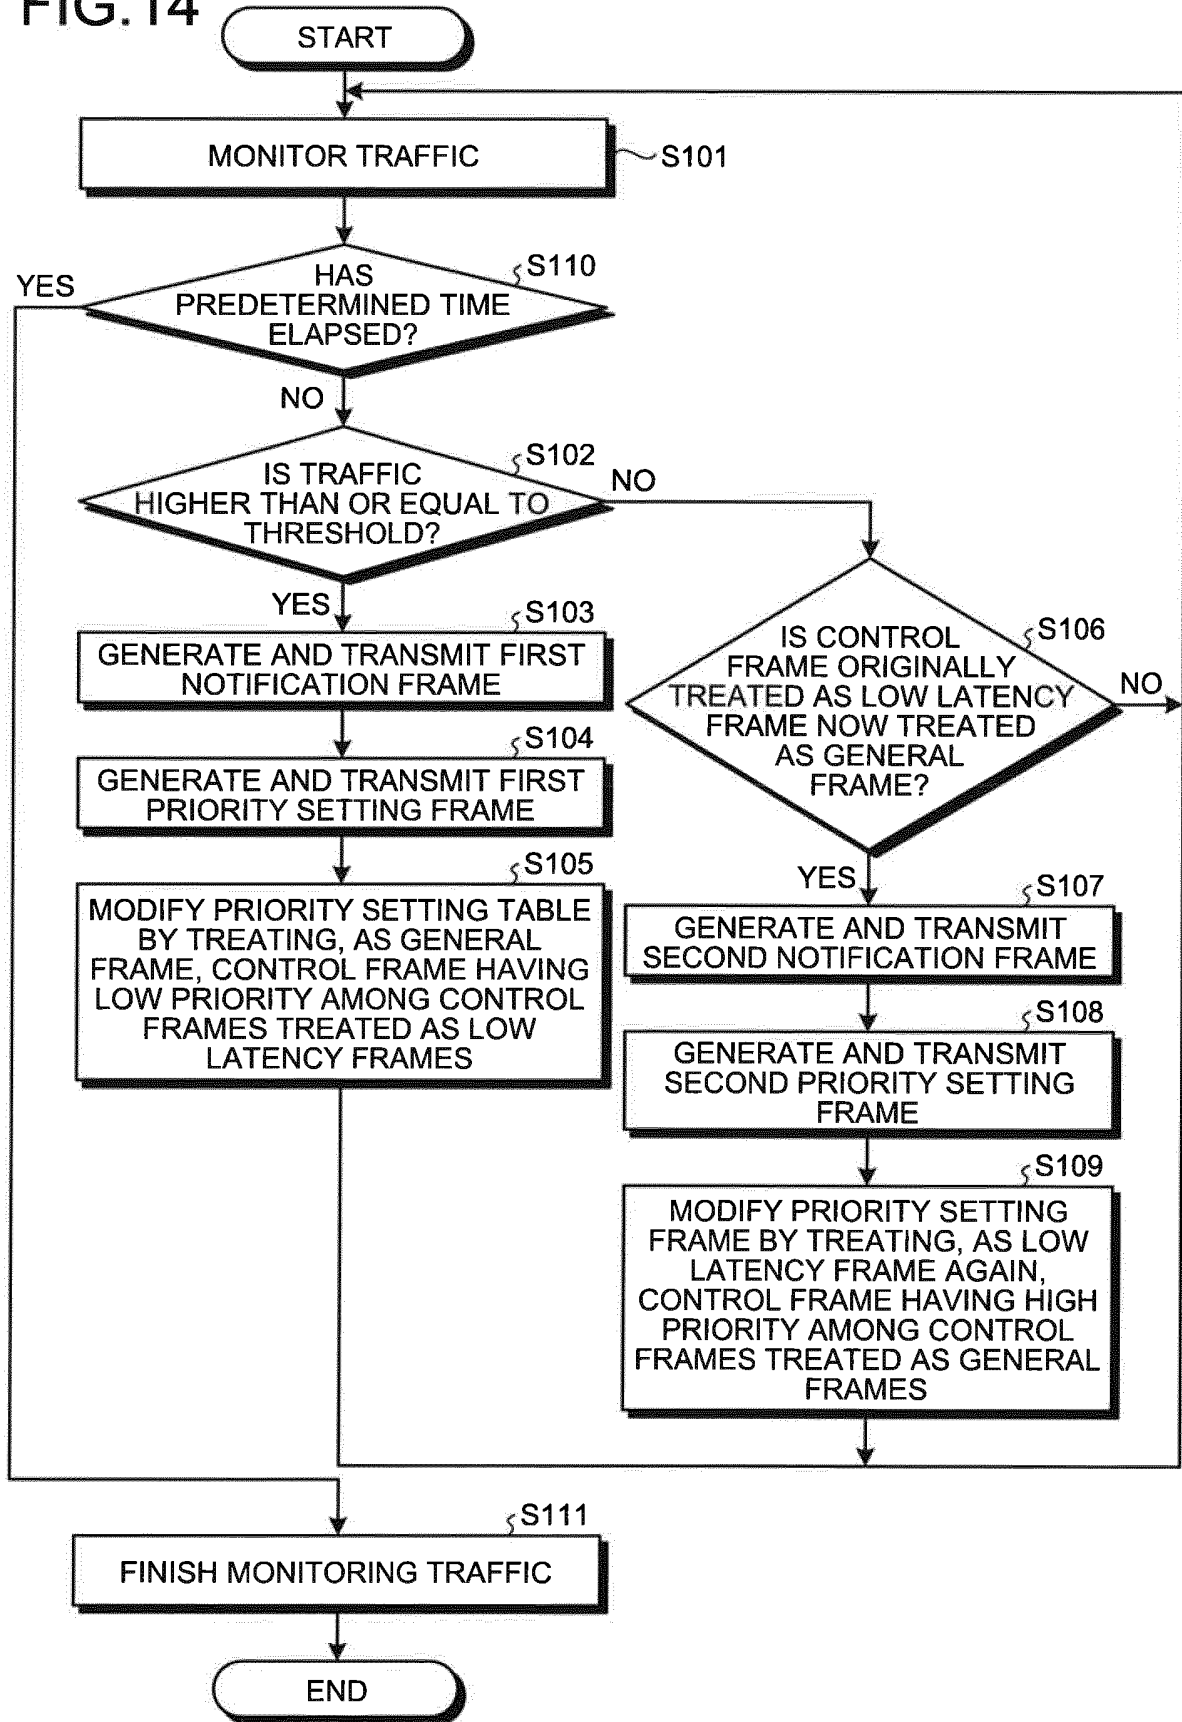 FIG.14
START
MONITOR TRAFFIC
S101
S110
HAS
PREDETERMINED TIME
ELAPSED?
YES
NO
S102
IS TRAFFIC
HIGHER THAN OR EQUAL TO
THRESHOLD?
NO
YES
S103
GENERATE AND TRANSMIT FIRST
NOTIFICATION FRAME
S104
GENERATE AND TRANSMIT FIRST
PRIORITY SETTING FRAME
S105
MODIFY PRIORITY SETTING TABLE
BY TREATING, AS GENERAL
FRAME, CONTROL FRAME HAVING
LOW PRIORITY AMONG CONTROL
FRAMES TREATED AS LOW
LATENCY FRAMES
S106
IS CONTROL
FRAME ORIGINALLY
TREATED AS LOW LATENCY
FRAME NOW TREATED
AS GENERAL
FRAME?
NO
YES
S107
GENERATE AND TRANSMIT
SECOND NOTIFICATION FRAME
S108
GENERATE AND TRANSMIT
SECOND PRIORITY SETTING
FRAME
S109
MODIFY PRIORITY SETTING
FRAME BY TREATING, AS LOW
LATENCY FRAME AGAIN,
CONTROL FRAME HAVING HIGH
PRIORITY AMONG CONTROL
FRAMES TREATED AS GENERAL
FRAMES
S111
FINISH MONITORING TRAFFIC
END